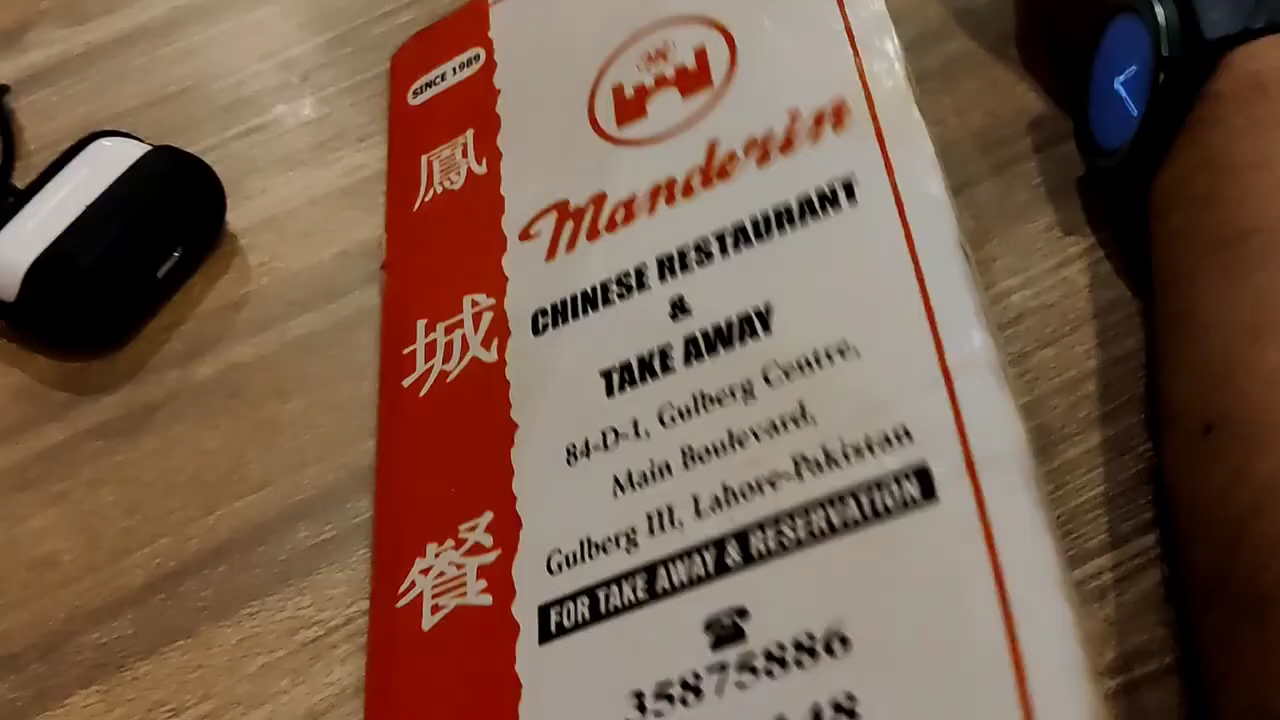 SINCE 1989
鳳
城
餐
Manderin
CHINESE RESTAURANT
&
TAKE AWAY
84-D-I, Gulberg Centre,
Main Boulevard,
Gulberg III, Lahore-Pakistan
FOR TAKE AWAY & RESERVATION
☎
35875886